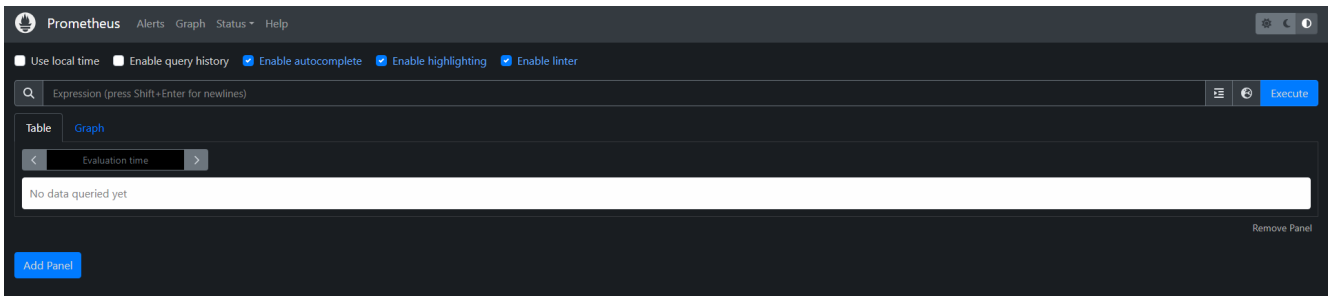 Prometheus Alerts Graph Status Help
Use local time Enable query history Enable autocomplete Enable highlighting Enable linter
Expression (press Shift+Enter for newlines) Execute
Table Graph
Evaluation time
No data queried yet
Remove Panel
Add Panel